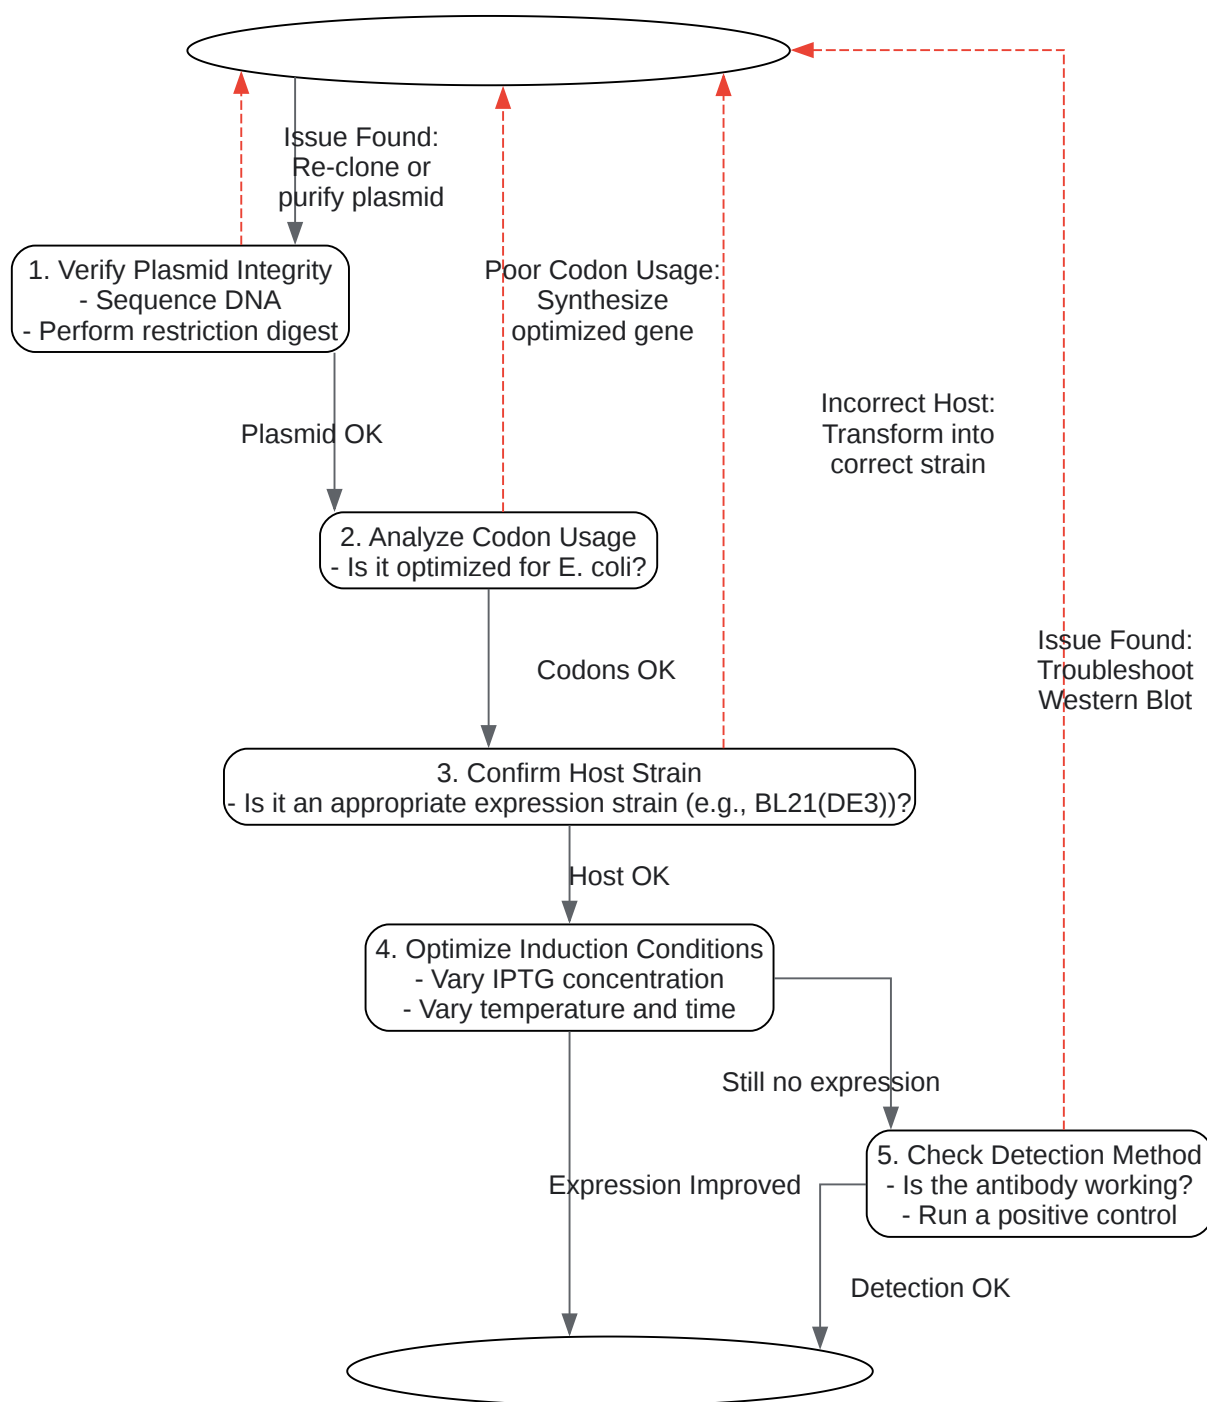 Issue Found:
Re-clone or
purify plasmid
1. Verify Plasmid Integrity
- Sequence DNA
- Perform restriction digest
Poor Codon Usage:
Synthesize
optimized gene
Plasmid OK
Incorrect Host:
Transform into
correct strain
2. Analyze Codon Usage
- Is it optimized for E. coli?
Codons OK
Issue Found:
Troubleshoot
Western Blot
3. Confirm Host Strain
- Is it an appropriate expression strain (e.g., BL21(DE3))?
Host OK
4. Optimize Induction Conditions
- Vary IPTG concentration
- Vary temperature and time
Still no expression
5. Check Detection Method
- Is the antibody working?
- Run a positive control
Expression Improved
Detection OK